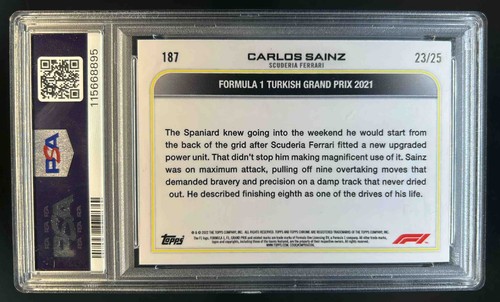 187
CARLOS SAINZ
23/25
SCUDERIA FERRARI
FORMULA 1 TURKISH GRAND PRIX 2021
The Spaniard knew going into the weekend he would start from
the back of the grid after Scuderia Ferrari fitted a new upgraded
power unit. That didn't stop him making magnificent use of it. Sainz
was on maximum attack, pulling off nine overtaking moves that
demanded bravery and precision on a damp track that never dried
out. He described finishing eighth as one of the drives of his life.
Topps
F1
115668895
PSA
PSA